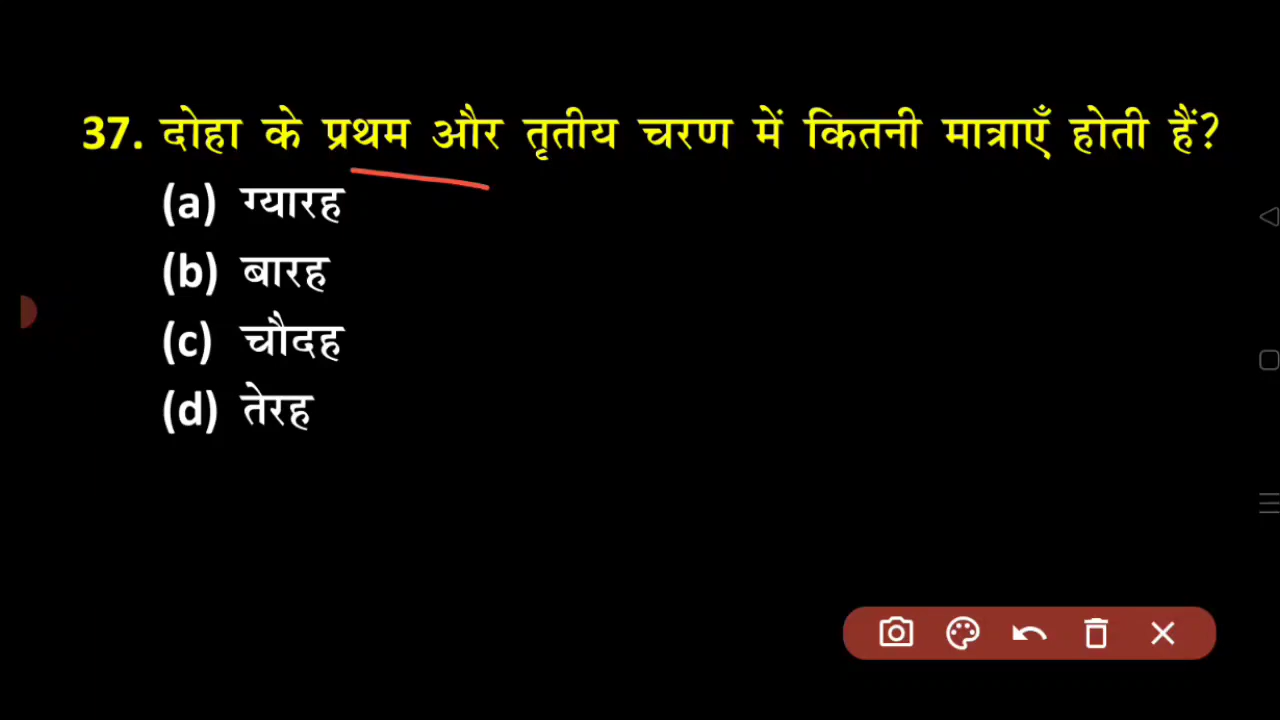 37. दोहा के प्रथम और तृतीय चरण में कितनी मात्राएँ होती हैं?
(a) ग्यारह
(b) बारह
(c) चौदह
(d) तेरह